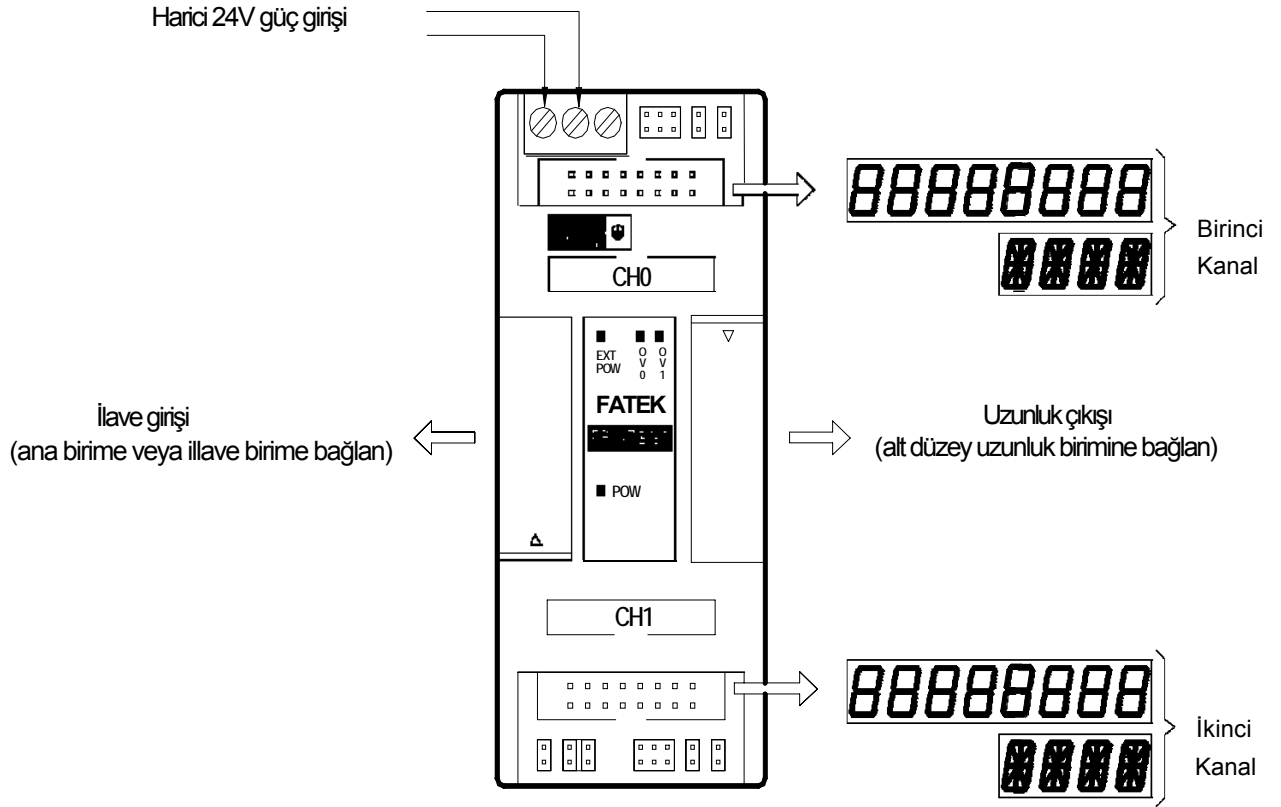 Harici 24V güç girişi
CH0
Birinci
Kanal
EXT
POW
O
V
0
O
V
1
FATEK
İlave girişi
(ana birime veya illave birime bağlan)
Uzunluk çıkışı
(alt düzey uzunluk birimine bağlan)
POW
CH1
İkinci
Kanal